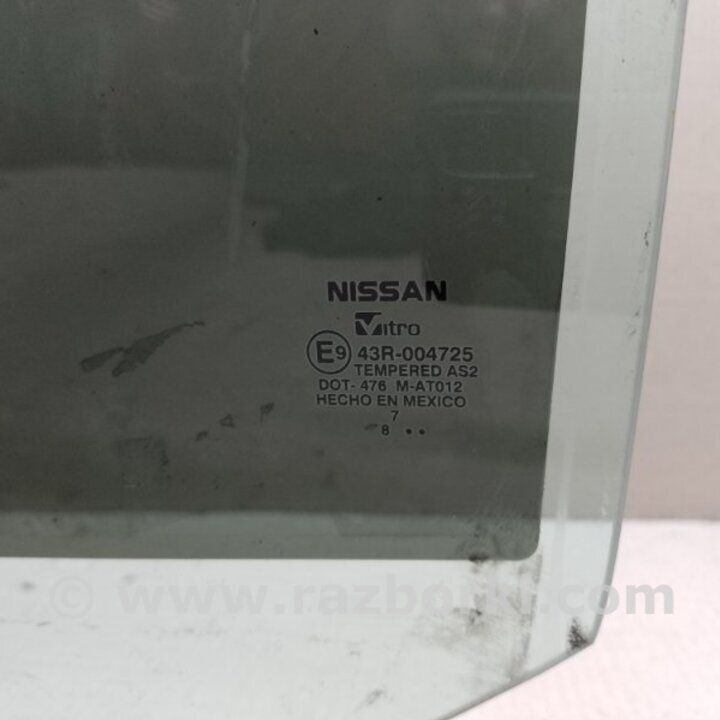 NISSAN
Vitro
E9 43R-004725
TEMPERED AS2
DOT-476 M-AT012
HECHO EN MEXICO
7
8 ••
© www.razborki.com